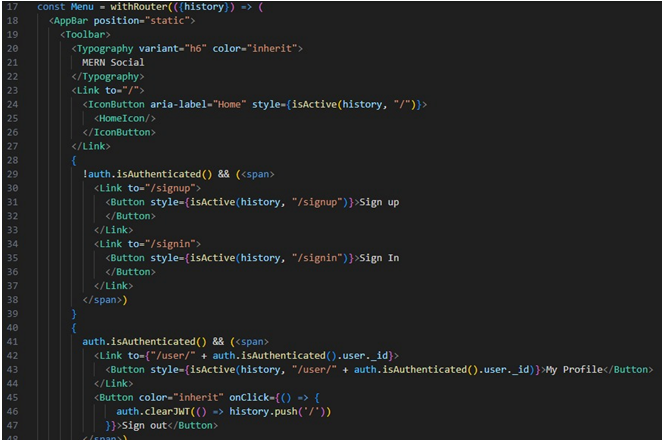 17 const Menu = withRouter(({history}) => (
18 <AppBar position="static">
19 <Toolbar>
20 <Typography variant="h6" color="inherit">
21 MERN Social
22 </Typography>
23 <Link to="/">
24 <IconButton aria-label="Home" style={isActive(history, "/")}>
25 <HomeIcon/>
26 </IconButton>
27 </Link>
28 {
29 !auth.isAuthenticated() && (<span>
30 <Link to="/signup">
31 <Button style={isActive(history, "/signup")}>Sign up
32 </Button>
33 </Link>
34 <Link to="/signin">
35 <Button style={isActive(history, "/signin")}>Sign In
36 </Button>
37 </Link>
38 </span>)
39 }
40 {
41 auth.isAuthenticated() && (<span>
42 <Link to={"/user/" + auth.isAuthenticated().user._id}>
43 <Button style={isActive(history, "/user/" + auth.isAuthenticated().user._id)}>My Profile</Button>
44 </Link>
45 <Button color="inherit" onClick={() => {
46 auth.clearJWT(() => history.push('/'))
47 }}>Sign out</Button>
48 </span>)